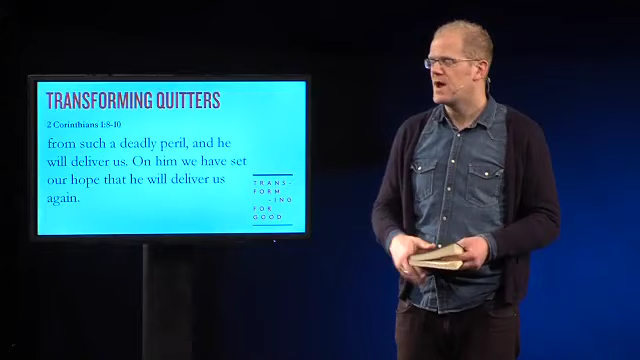 TRANSFORMING QUITTERS
2 Corinthians 1:8-10
from such a deadly peril, and he
will deliver us. On him we have set
our hope that he will deliver us
again.
TRANS-
FORM
-ING
FOR
GOOD